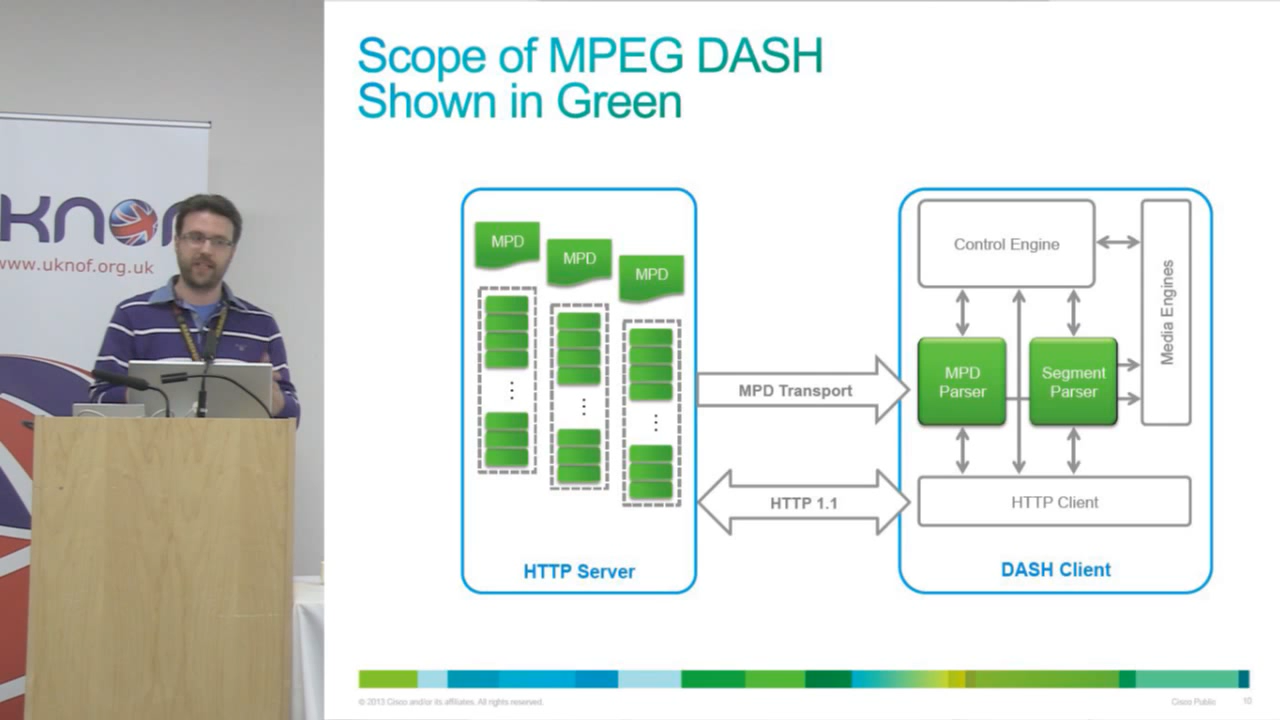 uknof
www.uknof.org.uk
Scope of MPEG DASH
Shown in Green
MPD
MPD
MPD
HTTP Server
MPD Transport
HTTP 1.1
Control Engine
Media Engines
MPD
Parser
Segment
Parser
HTTP Client
DASH Client
© 2013 Cisco and/or its affiliates. All rights reserved.
Cisco Public
10